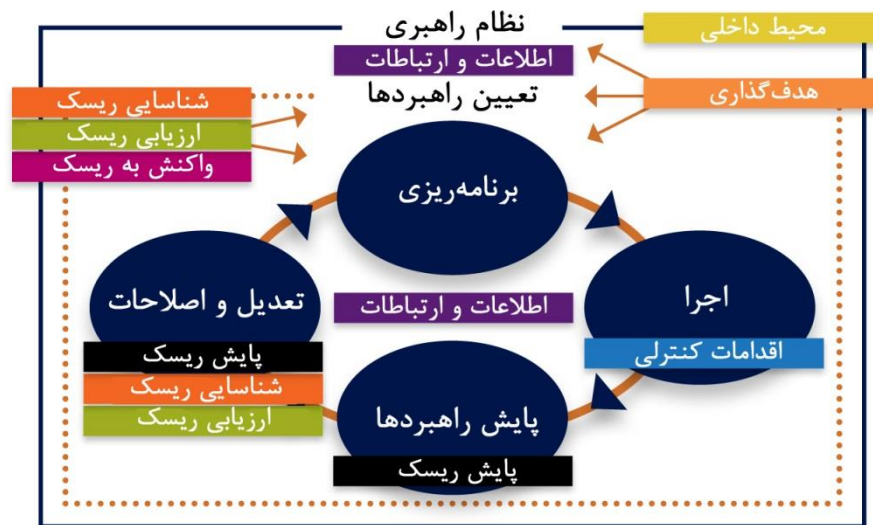 نظام راهبری
محیط داخلی
اطلاعات و ارتباطات
تعیین راهبردها
هدف‌گذاری
شناسایی ریسک
ارزیابی ریسک
واکنش به ریسک
برنامه‌ریزی
اجرا
اقدامات کنترلی
اطلاعات و ارتباطات
تعدیل و اصلاحات
پایش ریسک
شناسایی ریسک
ارزیابی ریسک
پایش راهبردها
پایش ریسک